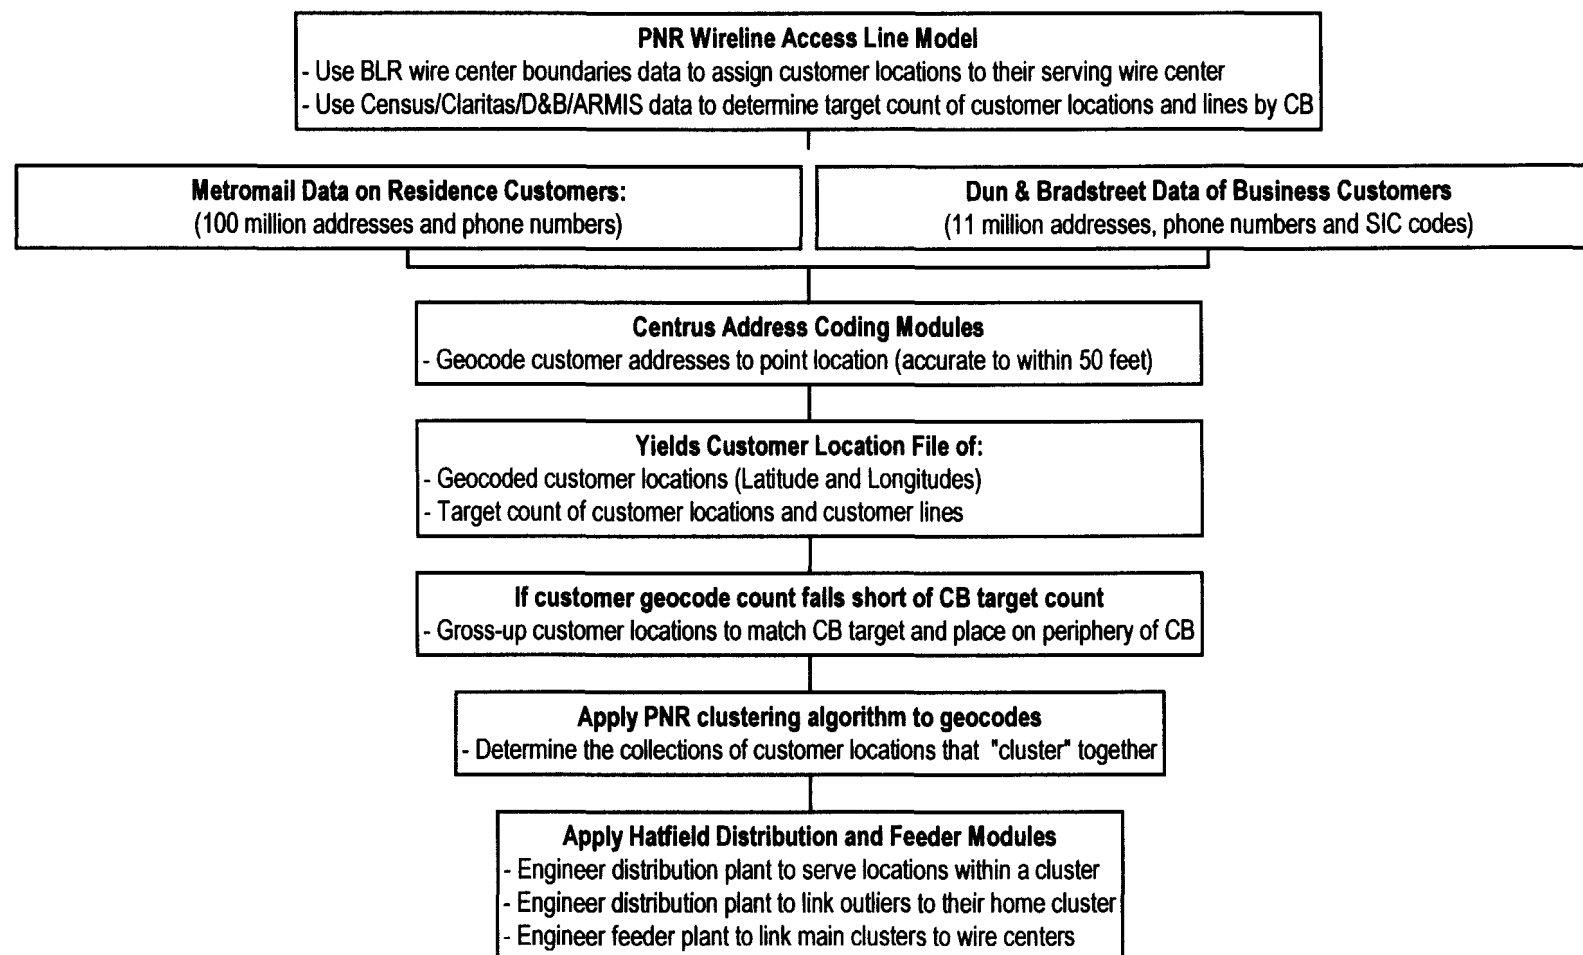 PNR Wireline Access Line Model
- Use BLR wire center boundaries data to assign customer locations to their serving wire center
- Use Census/Claritas/D&B/ARMIS data to determine target count of customer locations and lines by CB
Metromail Data on Residence Customers:
(100 million addresses and phone numbers)
Dun & Bradstreet Data of Business Customers
(11 million addresses, phone numbers and SIC codes)
Centrus Address Coding Modules
- Geocode customer addresses to point location (accurate to within 50 feet)
Yields Customer Location File of:
- Geocoded customer locations (Latitude and Longitudes)
- Target count of customer locations and customer lines
If customer geocode count falls short of CB target count
- Gross-up customer locations to match CB target and place on periphery of CB
Apply PNR clustering algorithm to geocodes
- Determine the collections of customer locations that "cluster" together
Apply Hatfield Distribution and Feeder Modules
- Engineer distribution plant to serve locations within a cluster
- Engineer distribution plant to link outliers to their home cluster
- Engineer feeder plant to link main clusters to wire centers